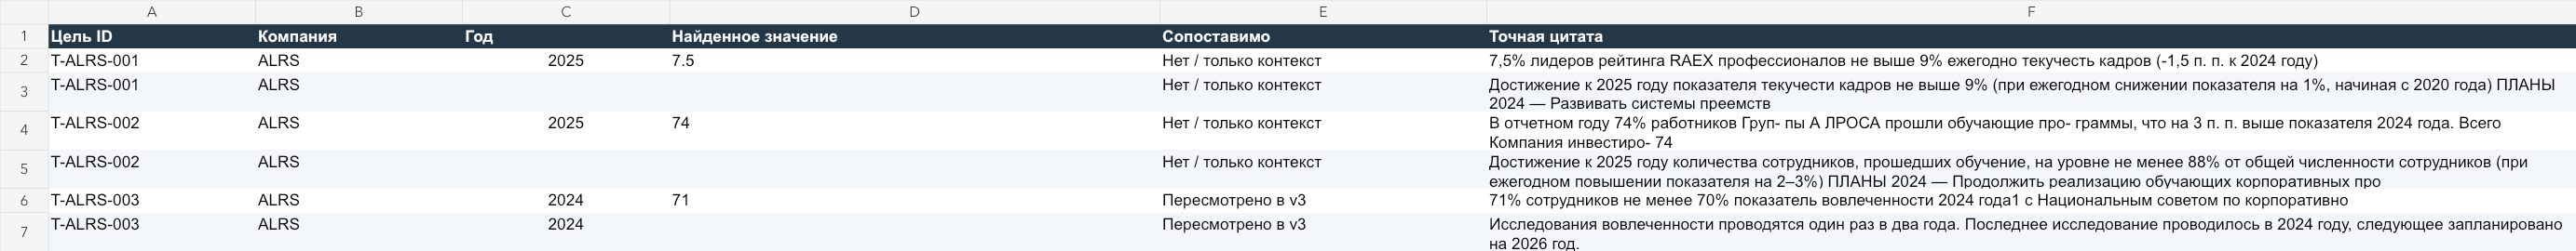 A B C D E F
1 Цель ID Компания Год Найденное значение Сопоставимо Точная цитата
2 T-ALRS-001 ALRS 2025 7.5 Нет / только контекст 7,5% лидеров рейтинга RAEX профессионалов не выше 9% ежегодно текучесть кадров (-1,5 п. п. к 2024 году)
3 T-ALRS-001 ALRS Нет / только контекст Достижение к 2025 году показателя текучести кадров не выше 9% (при ежегодном снижении показателя на 1%, начиная с 2020 года) ПЛАНЫ
2024 — Развивать системы преемств
4 T-ALRS-002 ALRS 2025 74 Нет / только контекст В отчетном году 74% работников Груп- пы А ЛРОСА прошли обучающие про- граммы, что на 3 п. п. выше показателя 2024 года. Всего
Компания инвестиро- 74
5 T-ALRS-002 ALRS Нет / только контекст Достижение к 2025 году количества сотрудников, прошедших обучение, на уровне не менее 88% от общей численности сотрудников (при
ежегодном повышении показателя на 2–3%) ПЛАНЫ 2024 — Продолжить реализацию обучающих корпоративных про
6 T-ALRS-003 ALRS 2024 71 Пересмотрено в v3 71% сотрудников не менее 70% показатель вовлеченности 2024 года1 с Национальным советом по корпоративно
7 T-ALRS-003 ALRS 2024 Пересмотрено в v3 Исследования вовлеченности проводятся один раз в два года. Последнее исследование проводилось в 2024 году, следующее запланировано
на 2026 год.